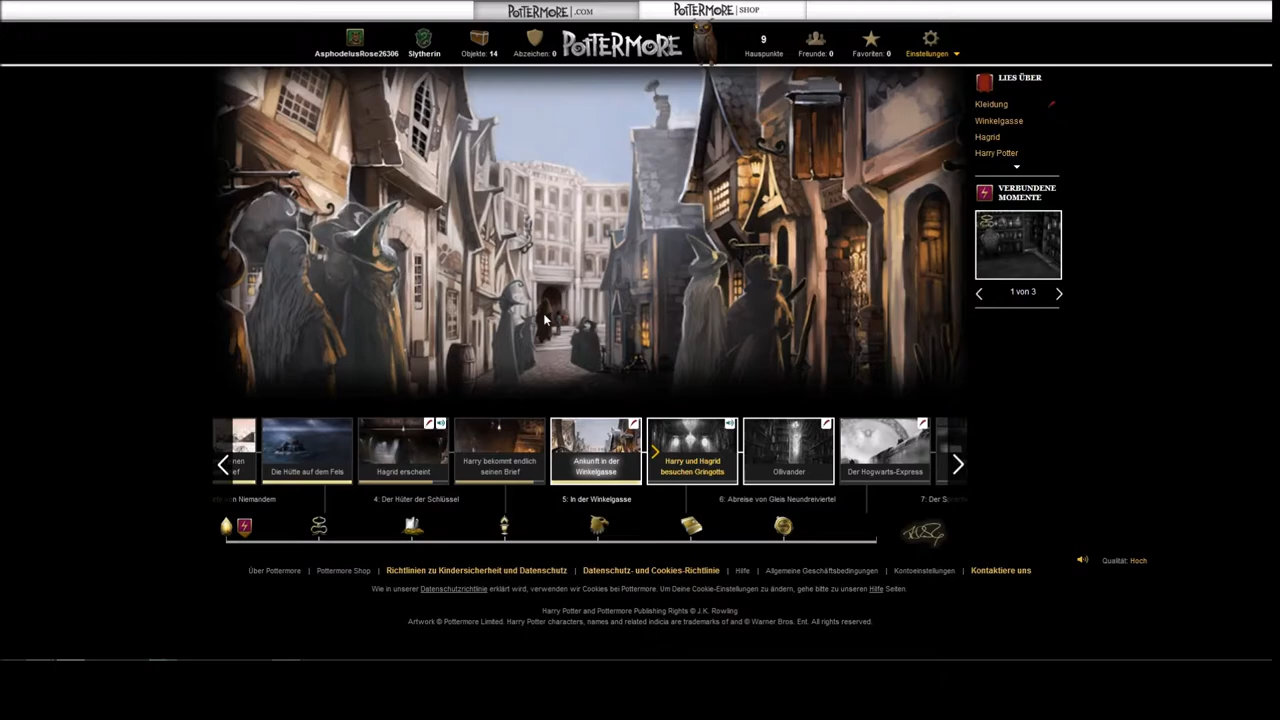 POTTERMORE .COM
POTTERMORE SHOP
AsphodelusRose26306
Slytherin
Objekte: 14
Abzeichen: 0
POTTERMORE
9
Hauspunkte
Freunde: 0
Favoriten: 0
Einstellungen
LIES ÜBER
Kleidung
Winkelgasse
Hagrid
Harry Potter
VERBUNDENE
MOMENTE
1 von 3
Die Hütte auf dem Fels
Hagrid erscheint
Harry bekommt endlich
seinen Brief
Ankunft in der
Winkelgasse
Harry und Hagrid
besuchen Gringotts
Ollivander
Der Hogwarts-Express
n Niemandem
4: Der Hüter der Schlüssel
5: In der Winkelgasse
6: Abreise von Gleis Neundreiviertel
7: Der S
Qualität: Hoch
Über Pottermore | Pottermore Shop | Richtlinien zu Kindersicherheit und Datenschutz | Datenschutz- und Cookies-Richtlinie | Hilfe | Allgemeine Geschäftsbedingungen | Kontoeinstellungen | Kontaktiere uns
Wie in unserer Datenschutzrichtlinie erklärt wird, verwenden wir Cookies bei Pottermore. Um Deine Cookie-Einstellungen zu ändern, gehe bitte zu unseren Hilfe Seiten.
Harry Potter and Pottermore Publishing Rights © J.K. Rowling
Artwork © Pottermore Limited. Harry Potter characters, names and related indicia are trademarks of and © Warner Bros. Ent. All rights reserved.